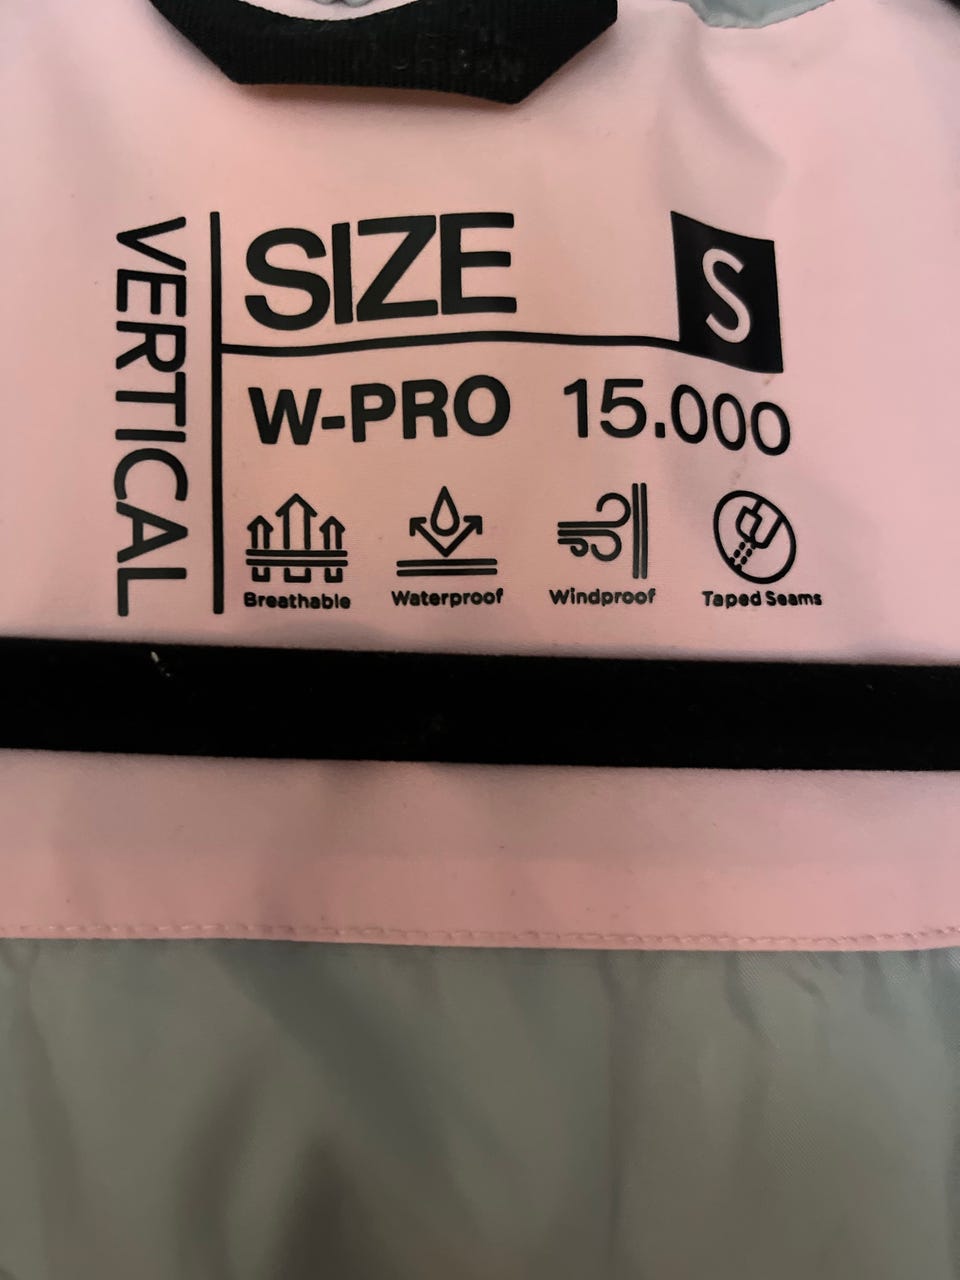 VERTICAL
SIZE S
W-PRO 15.000
Breathable Waterproof Windproof Taped Seams